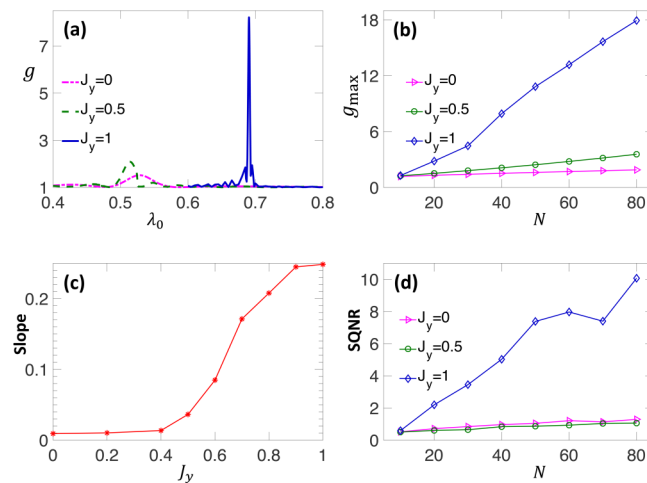 (a)
g
7
5
3
1
J_y=0
J_y=0.5
J_y=1
0.4 0.5 0.6 0.7 0.8
λ_0
(b)
g_max
18
12
6
0
J_y=0
J_y=0.5
J_y=1
20 40 60 80
N
(c)
Slope
0.2
0.1
0
0 0.2 0.4 0.6 0.8 1
J_y
(d)
SQNR
10
8
6
4
2
0
J_y=0
J_y=0.5
J_y=1
20 40 60 80
N